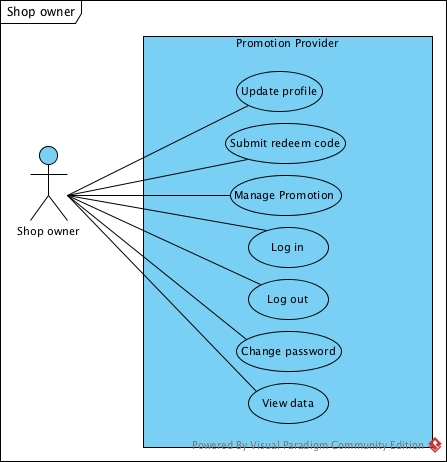 Shop owner
Promotion Provider
Update profile
Submit redeem code
Manage Promotion
Shop owner
Log in
Log out
Change password
View data
Powered By Visual Paradigm Community Edition